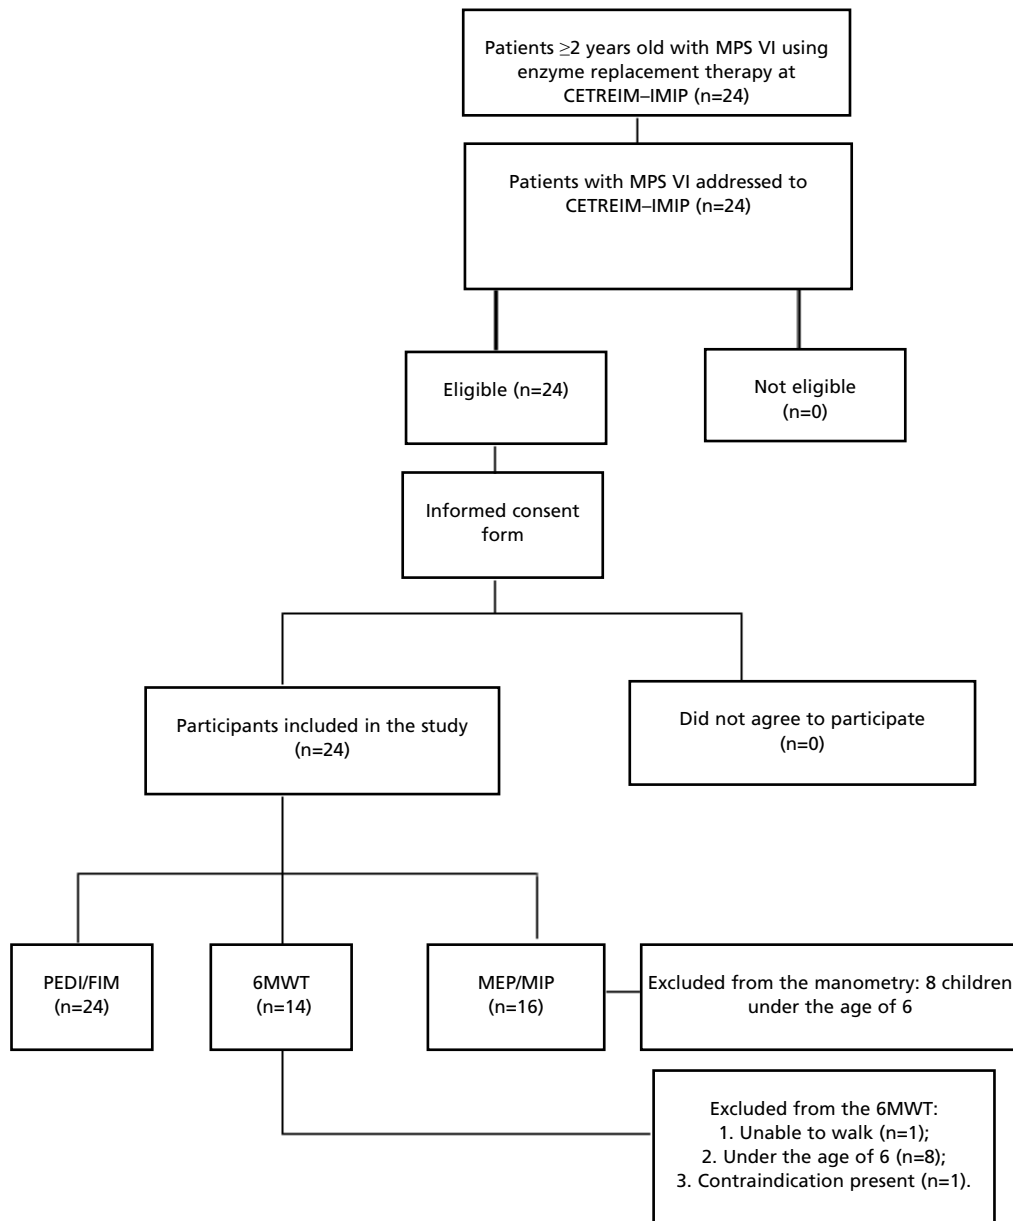 Patients ≥2 years old with MPS VI using
enzyme replacement therapy at
CETREIM–IMIP (n=24)
Patients with MPS VI addressed to
CETREIM–IMIP (n=24)
Eligible (n=24)
Not eligible
(n=0)
Informed consent
form
Participants included in the study
(n=24)
Did not agree to participate
(n=0)
PEDI/FIM
(n=24)
6MWT
(n=14)
MEP/MIP
(n=16)
Excluded from the manometry: 8 children
under the age of 6
Excluded from the 6MWT:
1. Unable to walk (n=1);
2. Under the age of 6 (n=8);
3. Contraindication present (n=1).